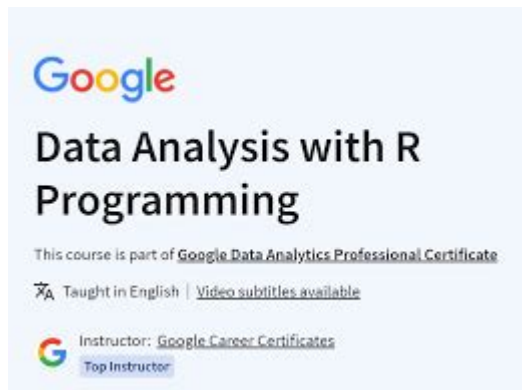 Google
Data Analysis with R
Programming
This course is part of Google Data Analytics Professional Certificate
Taught in English | Video subtitles available
Instructor: Google Career Certificates
Top Instructor